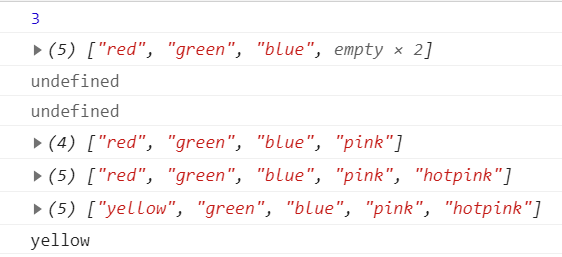 3
▶(5) ["red", "green", "blue", empty × 2]
undefined
undefined
▶(4) ["red", "green", "blue", "pink"]
▶(5) ["red", "green", "blue", "pink", "hotpink"]
▶(5) ["yellow", "green", "blue", "pink", "hotpink"]
yellow